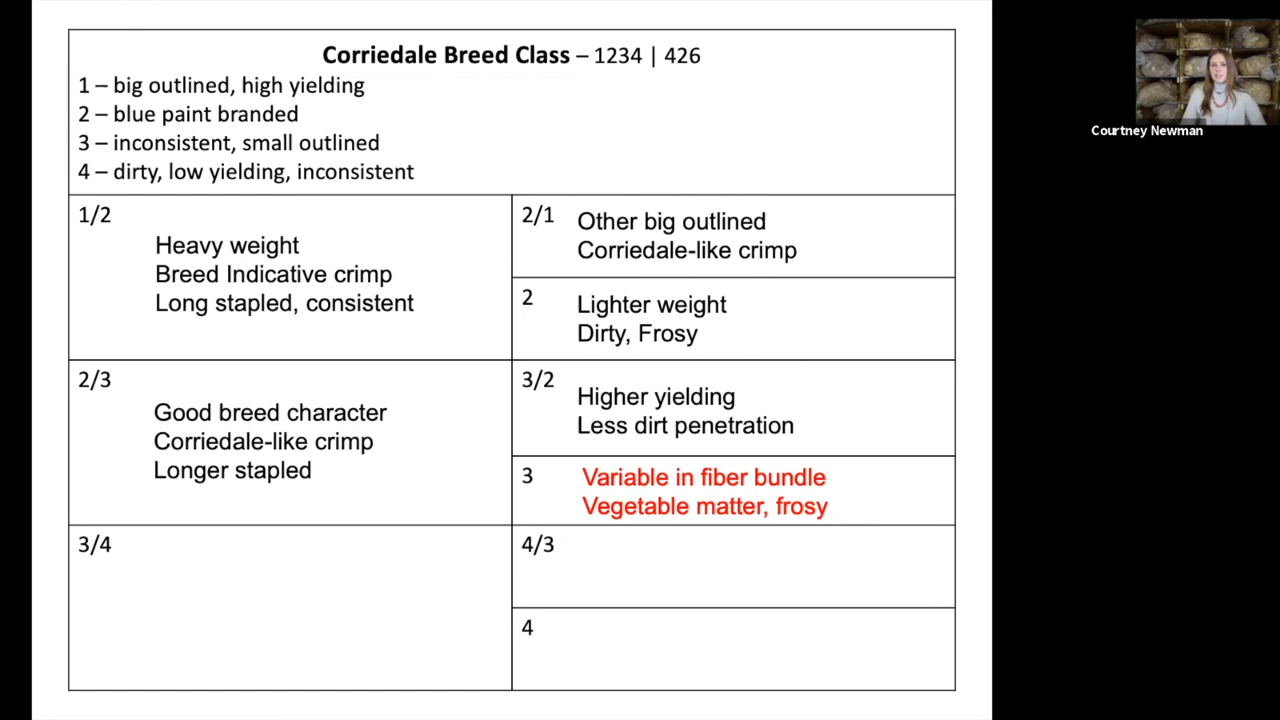 Corriedale Breed Class – 1234 | 426
1 – big outlined, high yielding
2 – blue paint branded
3 – inconsistent, small outlined
4 – dirty, low yielding, inconsistent
1/2
Heavy weight
Breed Indicative crimp
Long stapled, consistent
2/1
Other big outlined
Corriedale-like crimp
2
Lighter weight
Dirty, Frosy
2/3
Good breed character
Corriedale-like crimp
Longer stapled
3/2
Higher yielding
Less dirt penetration
3
Variable in fiber bundle
Vegetable matter, frosy
3/4
4/3
4
Courtney Newman